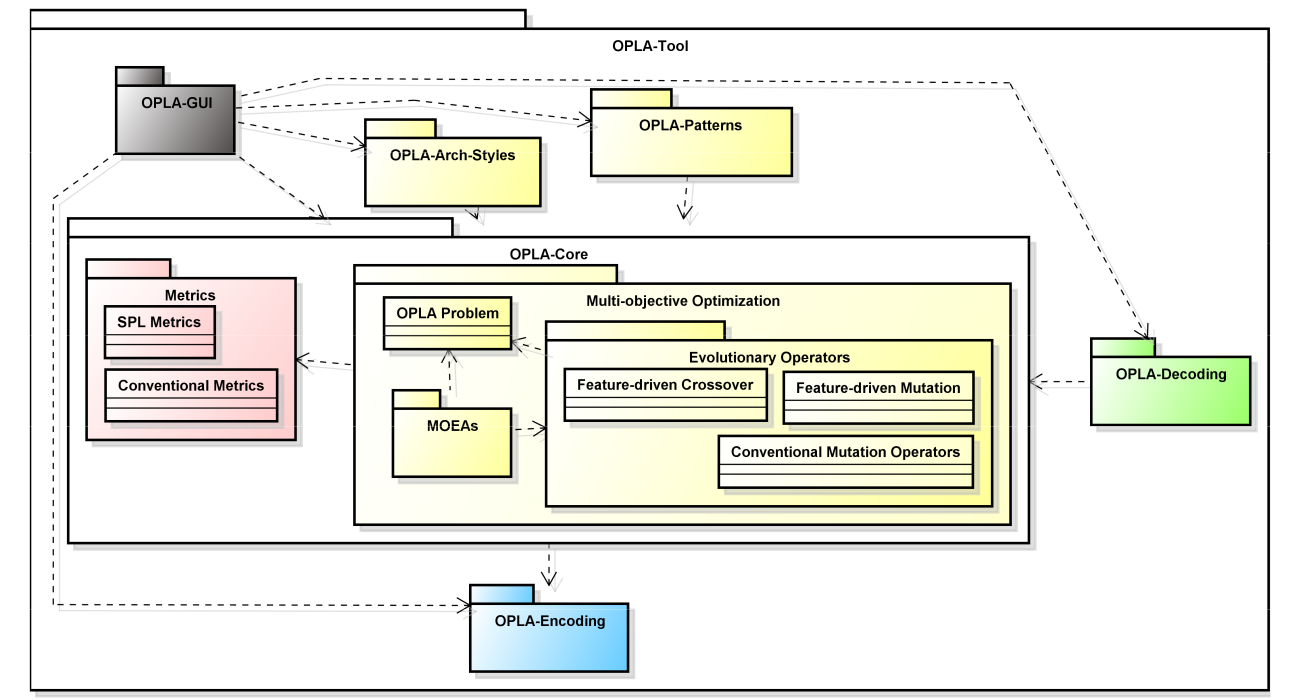 OPLA-Tool
OPLA-GUI
OPLA-Patterns
OPLA-Arch-Styles
OPLA-Core
Metrics
SPL Metrics
Conventional Metrics
Multi-objective Optimization
OPLA Problem
MOEAs
Evolutionary Operators
Feature-driven Crossover
Feature-driven Mutation
Conventional Mutation Operators
OPLA-Decoding
OPLA-Encoding